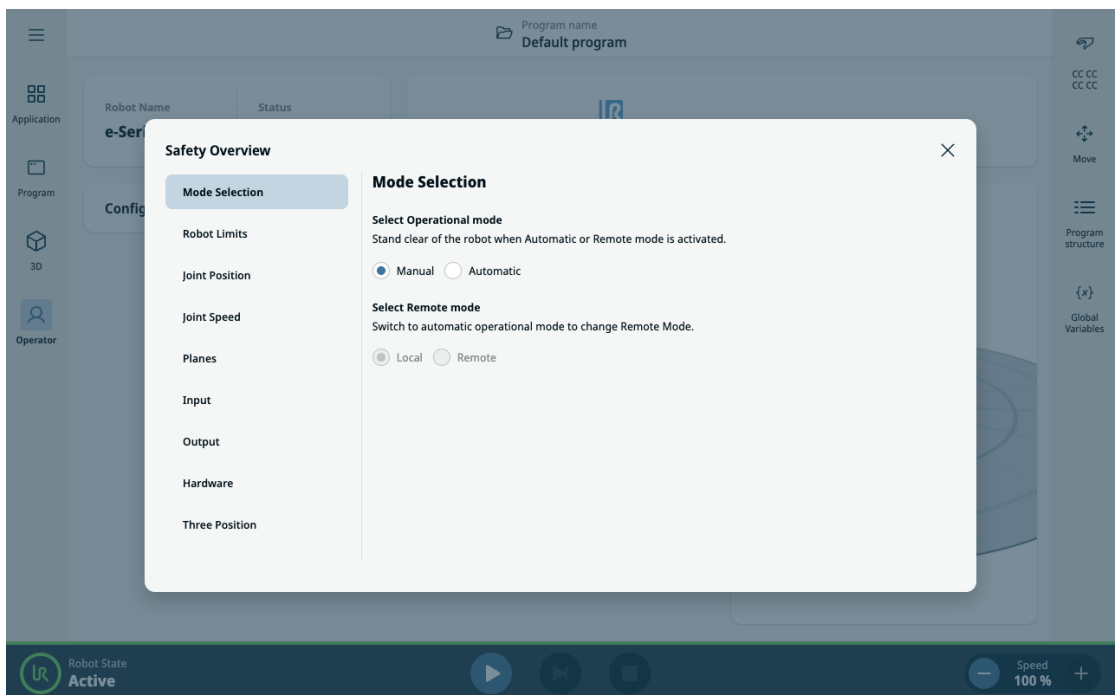 Program name
Default program
Application
Program
3D
Operator
Robot Name
Status
e-Seri
Config
UR
Safety Overview
Mode Selection
Robot Limits
Joint Position
Joint Speed
Planes
Input
Output
Hardware
Three Position
Mode Selection
Select Operational mode
Stand clear of the robot when Automatic or Remote mode is activated.
Manual Automatic
Select Remote mode
Switch to automatic operational mode to change Remote Mode.
Local Remote
CC CC
CC CC
Move
Program
structure
{x}
Global
Variables
UR
Robot State
Active
Speed
100 %